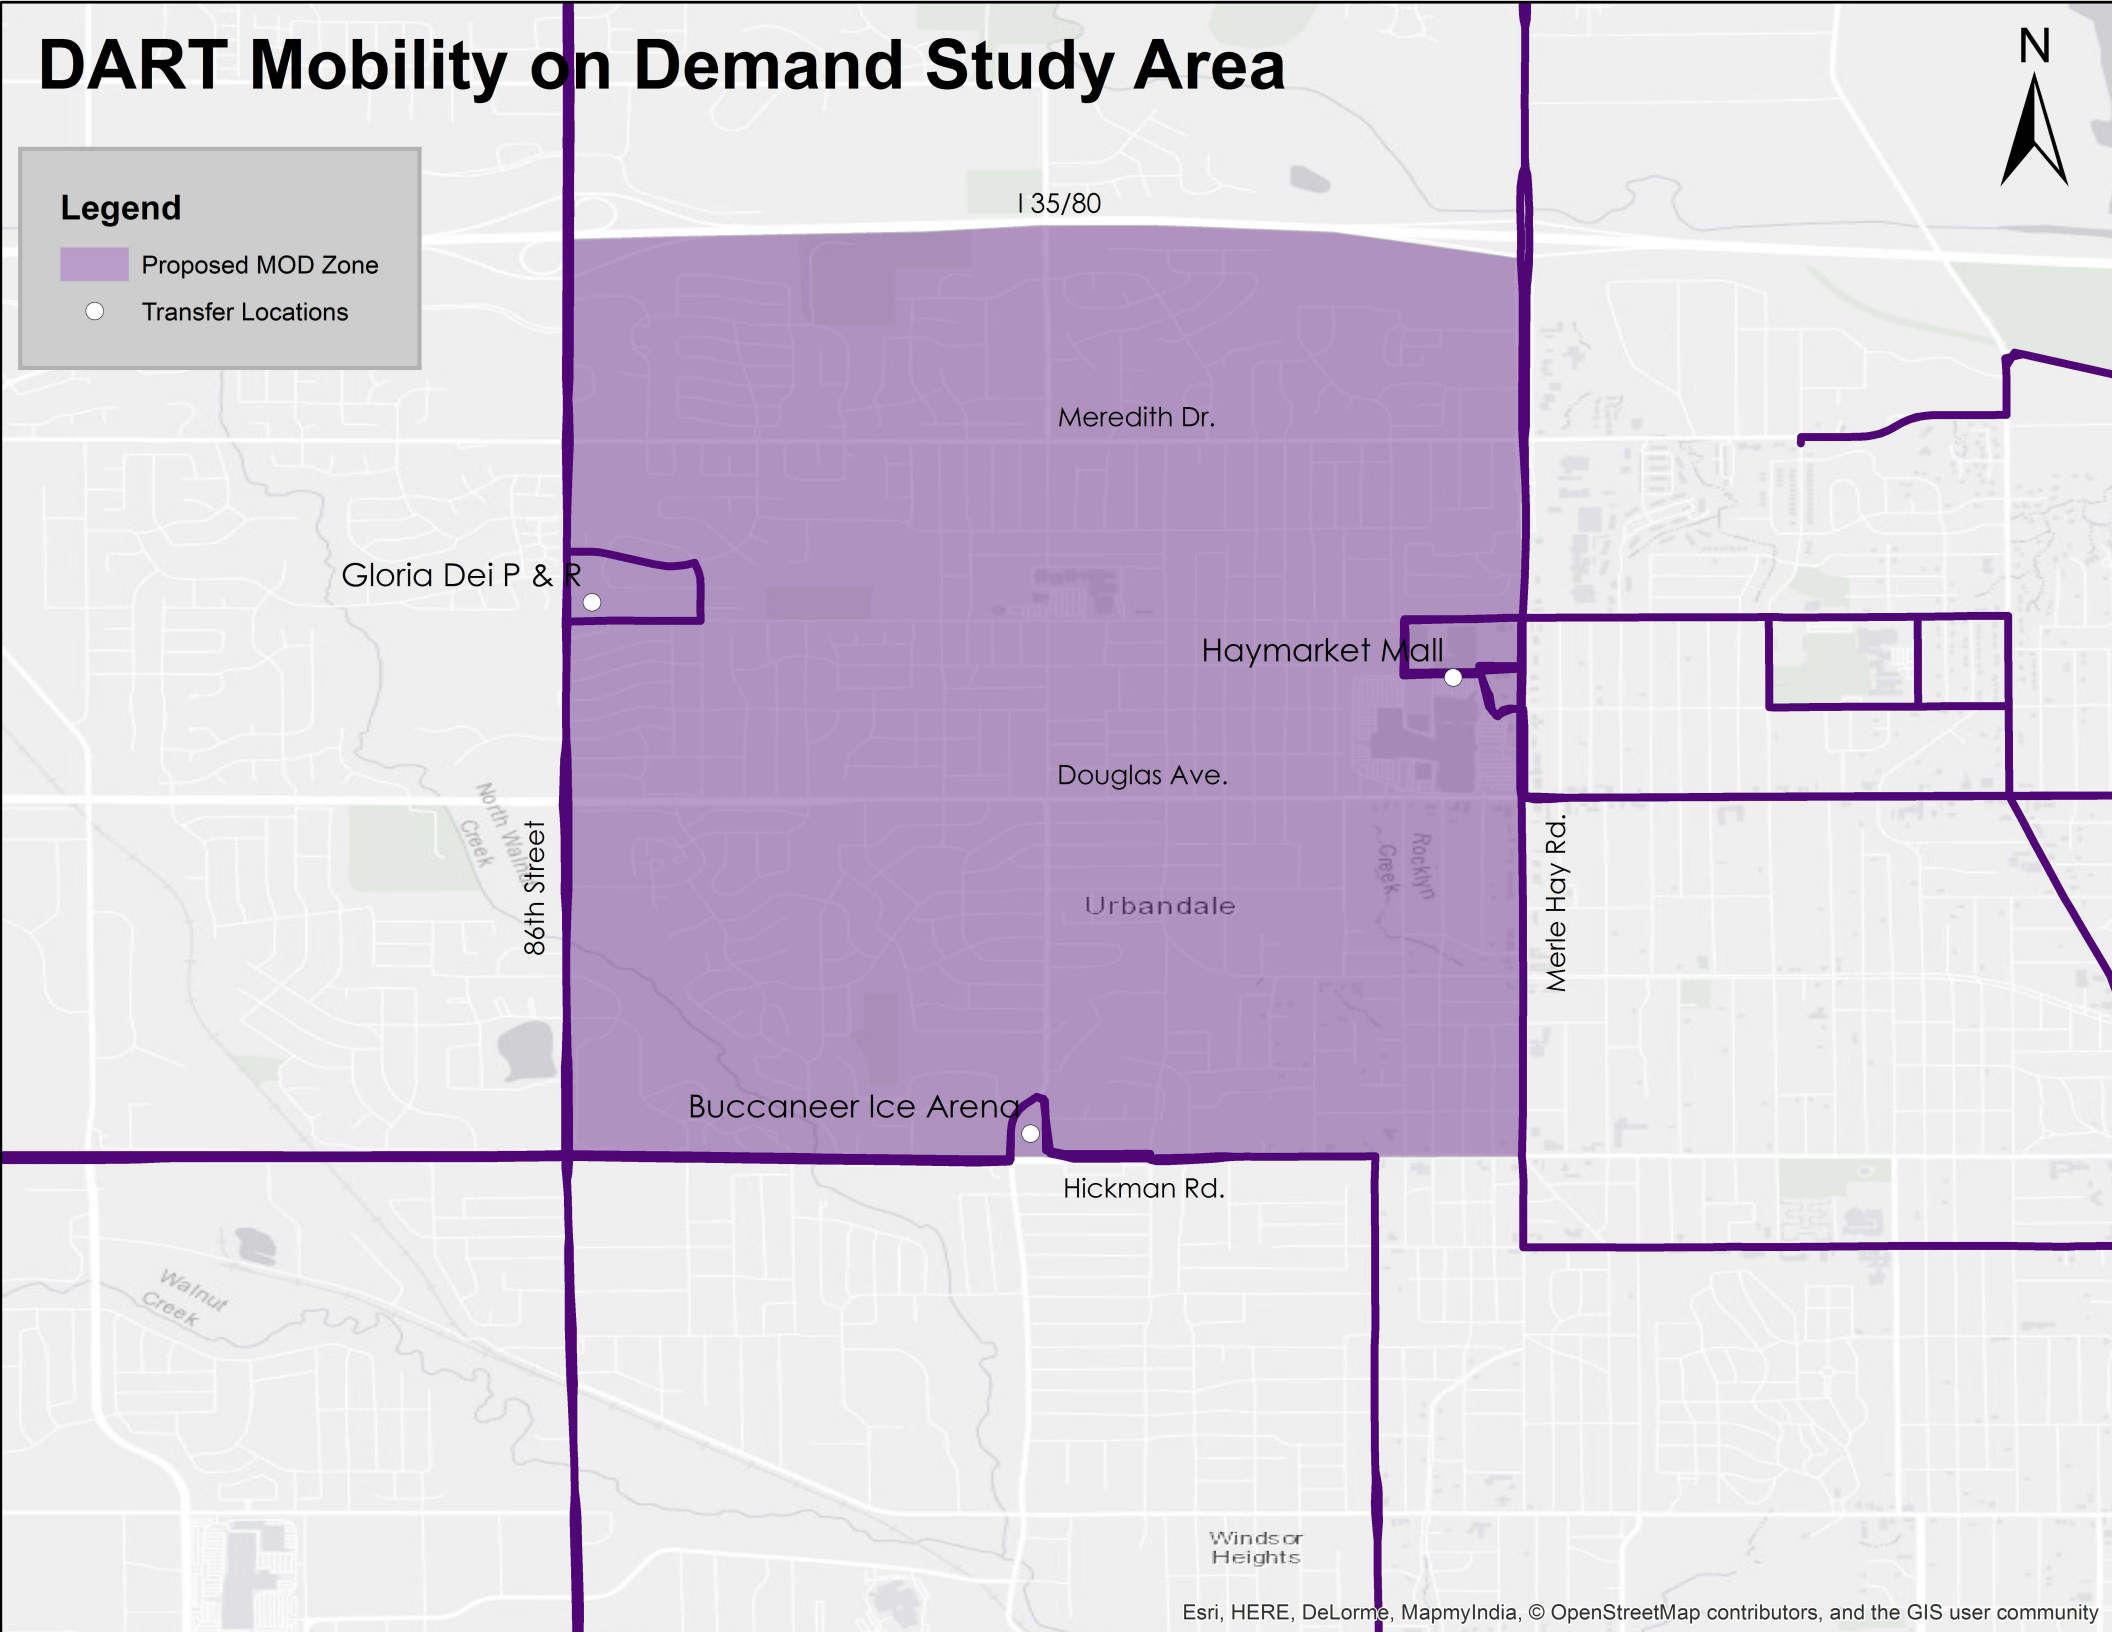 DART Mobility on Demand Study Area
N
Legend
Proposed MOD Zone
Transfer Locations
I 35/80
Meredith Dr.
Gloria Dei P & R
Haymarket Mall
Douglas Ave.
North Walnut
Creek
86th Street
Rocklyn
Creek
Merle Hay Rd.
Urbandale
Buccaneer Ice Arena
Hickman Rd.
Walnut
Creek
Windsor
Heights
Esri, HERE, DeLorme, MapmyIndia, © OpenStreetMap contributors, and the GIS user community